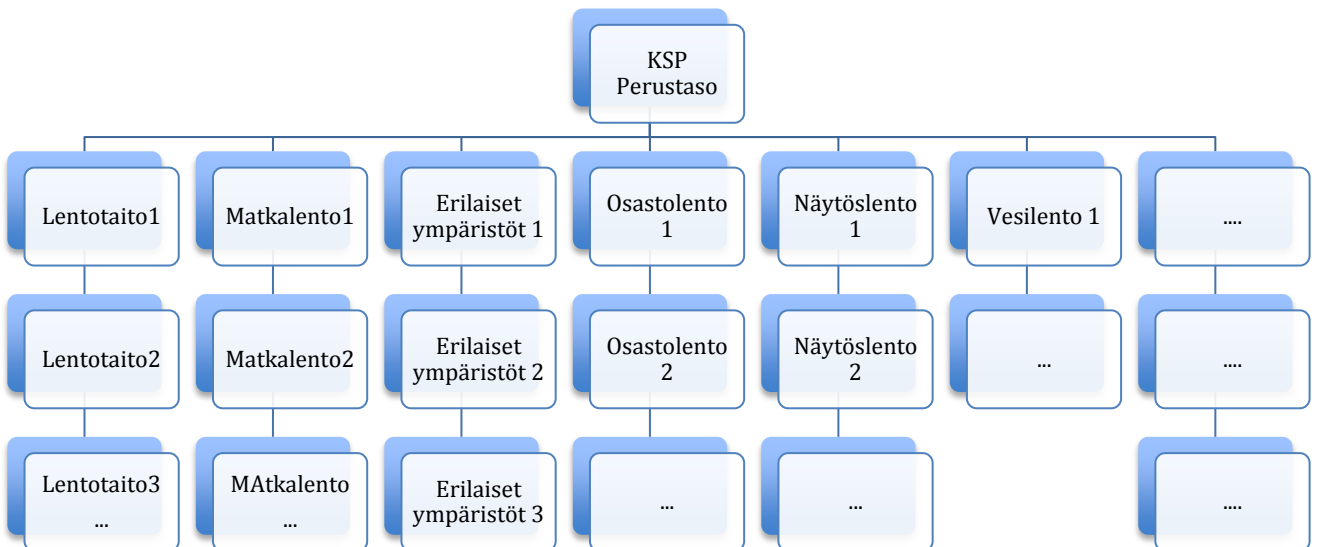 KSP
Perustaso
Lentotaito1
Matkalento1
Erilaiset
ympäristöt 1
Osastolento
1
Näytöslento
1
Vesilento 1
....
Lentotaito2
Matkalento2
Erilaiset
ympäristöt 2
Osastolento
2
Näytöslento
2
...
....
Lentotaito3
...
MAtkalento
...
Erilaiset
ympäristöt 3
...
...
....